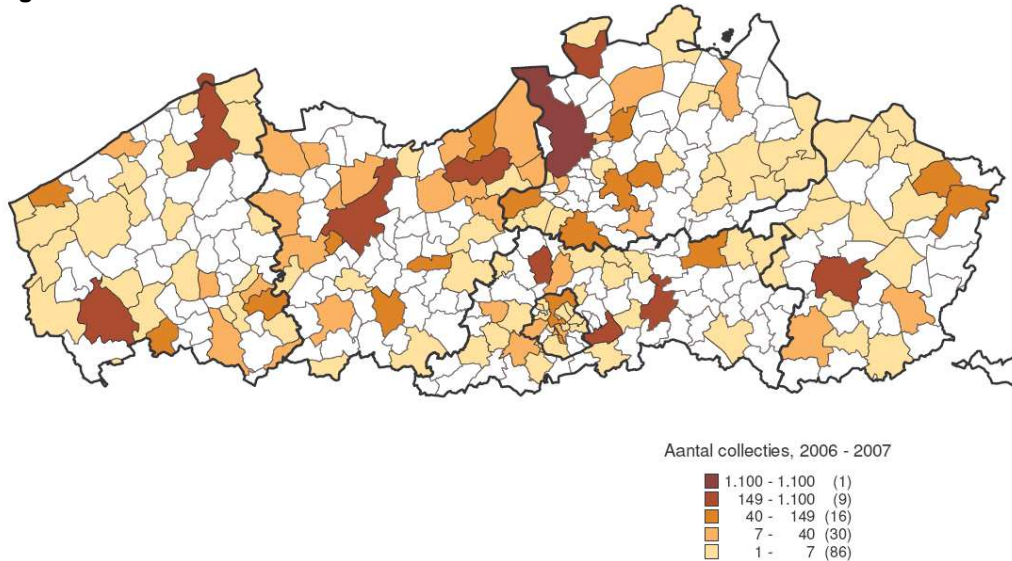 Aantal collecties, 2006 - 2007
1.100 - 1.100 (1)
149 - 1.100 (9)
40 - 149 (16)
7 - 40 (30)
1 - 7 (86)